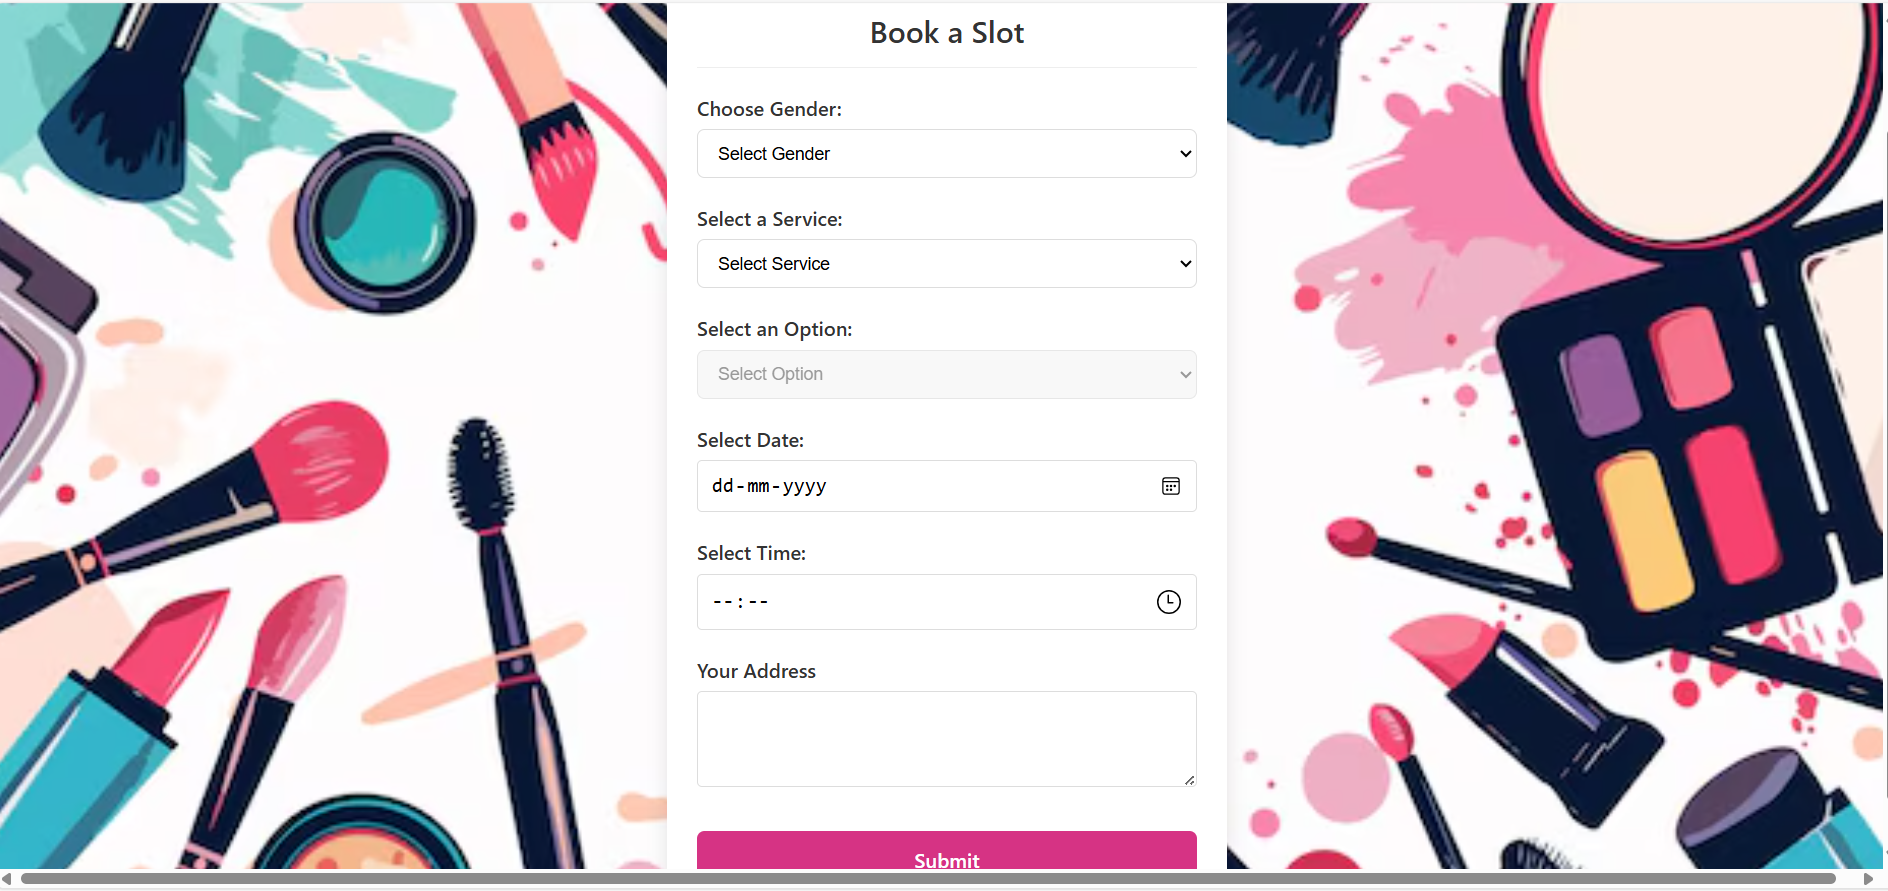 Book a Slot
Choose Gender:
Select Gender
Select a Service:
Select Service
Select an Option:
Select Option
Select Date:
dd-mm-yyyy
Select Time:
--:--
Your Address
Submit